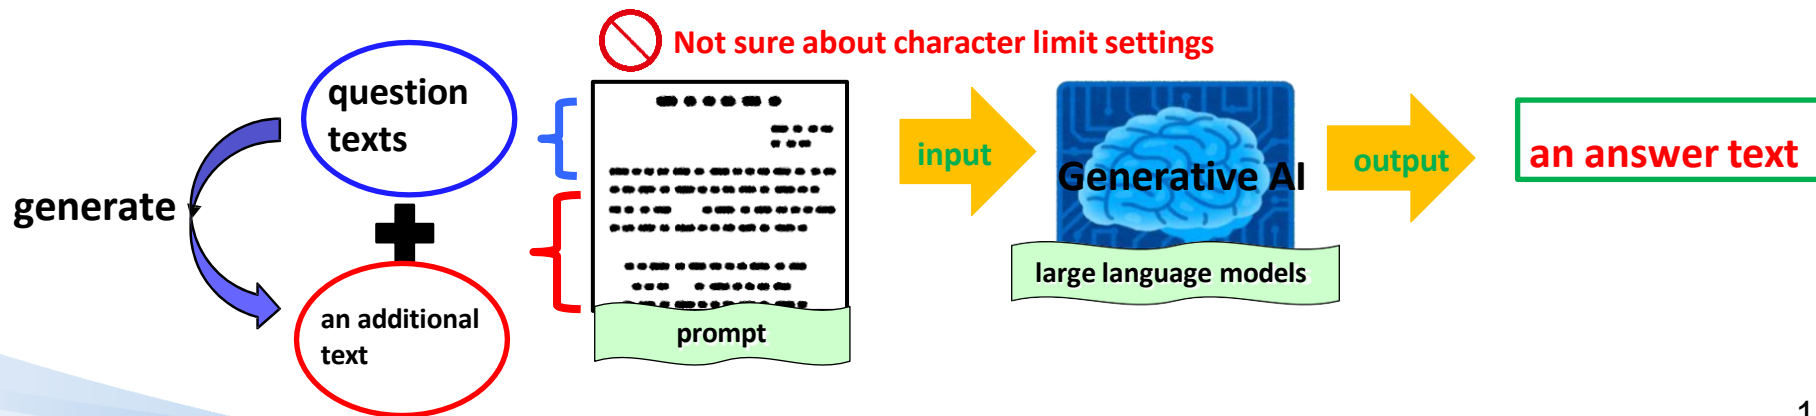 Not sure about character limit settings
question
texts
generate
an additional
text
prompt
input
Generative AI
large language models
output
an answer text
1